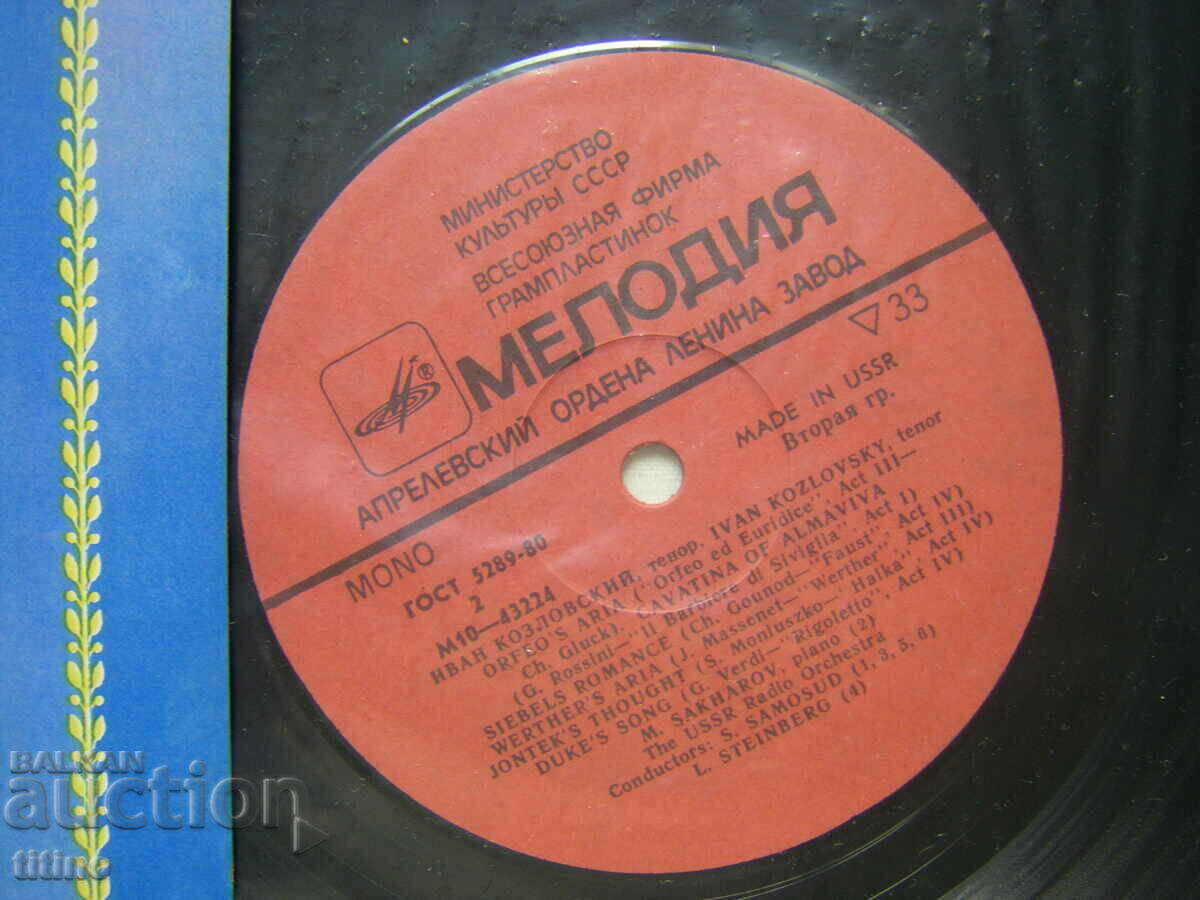 МИНИСТЕРСТВО
КУЛЬТУРЫ СССР
ВСЕСОЮЗНАЯ ФИРМА
ГРАМПЛАСТИНОК
МЕЛОДИЯ
®
АПРЕЛЕВСКИЙ ОРДЕНА ЛЕНИНА ЗАВОД
▽ 33
MONO
MADE IN USSR
ГОСТ 5289-80
Вторая гр.
2
М10—43224
ИВАН КОЗЛОВСКИЙ, тенор, IVAN KOZLOVSKY, tenor
ORFEO'S ARIA ("Orfeo ed Euridice", Act III—
Ch. Gluck). CAVATINA OF ALMAVIVA
(G. Rossini—"Il Barbiere di Silviglia", Act I)
SIEBELS ROMANCE (Ch. Gounod—"Faust", Act IV)
WERTHER'S ARIA (J. Massenet—"Werther", Act III)
JONTEK'S THOUGHT (S. Moniuszko—"Halka", Act IV)
DUKE'S SONG (G. Verdi—"Rigoletto", Act IV)
M. SAKHAROV, piano (2)
The USSR Radio Orchestra
Conductors: S. SAMOSUD (1, 3, 5, 6)
L. STEINBERG (4)
BALKAN
auction
titino